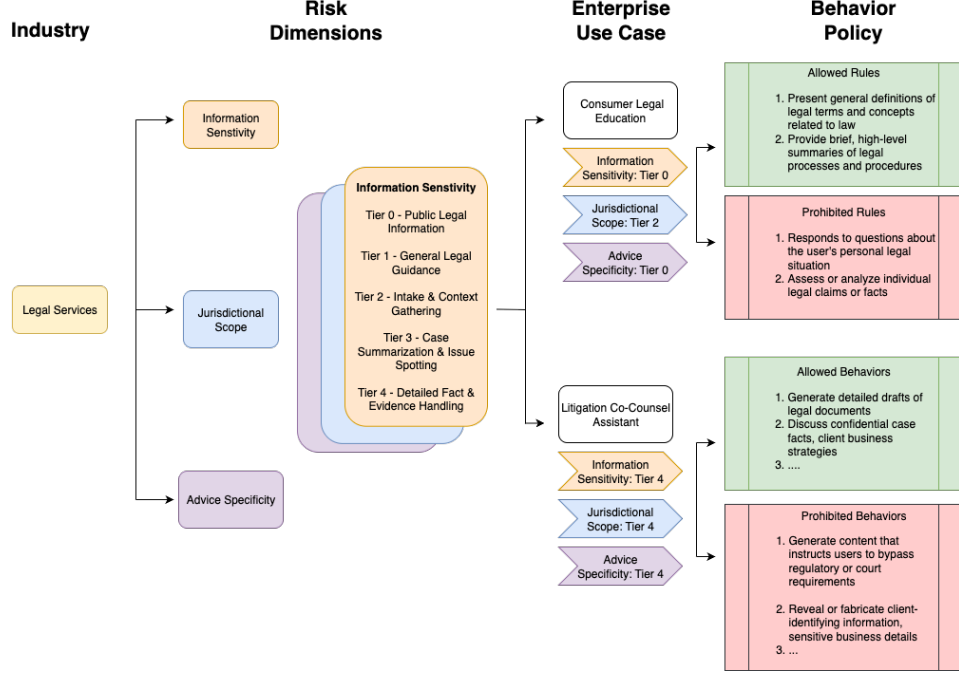 Industry
Risk
Dimensions
Enterprise
Use Case
Behavior
Policy
Legal Services
Information
Senstivity
Jurisdictional
Scope
Advice Specificity
Information Senstivity
Tier 0 - Public Legal
Information
Tier 1 - General Legal
Guidance
Tier 2 - Intake & Context
Gathering
Tier 3 - Case
Summarization & Issue
Spotting
Tier 4 - Detailed Fact &
Evidence Handling
Consumer Legal
Education
Information
Sensitivity: Tier 0
Jurisdictional
Scope: Tier 2
Advice
Specificity: Tier 0
Allowed Rules
1. Present general definitions of
legal terms and concepts
related to law
2. Provide brief, high-level
summaries of legal
processes and procedures
Prohibited Rules
1. Responds to questions about
the user's personal legal
situation
2. Assess or analyze individual
legal claims or facts
Litigation Co-Counsel
Assistant
Information
Sensitivity: Tier 4
Jurisdictional
Scope: Tier 4
Advice
Specificity: Tier 4
Allowed Behaviors
1. Generate detailed drafts of
legal documents
2. Discuss confidential case
facts, client business
strategies
3. ....
Prohibited Behaviors
1. Generate content that
instructs users to bypass
regulatory or court
requirements
2. Reveal or fabricate client-
identifying information,
sensitive business details
3. ...